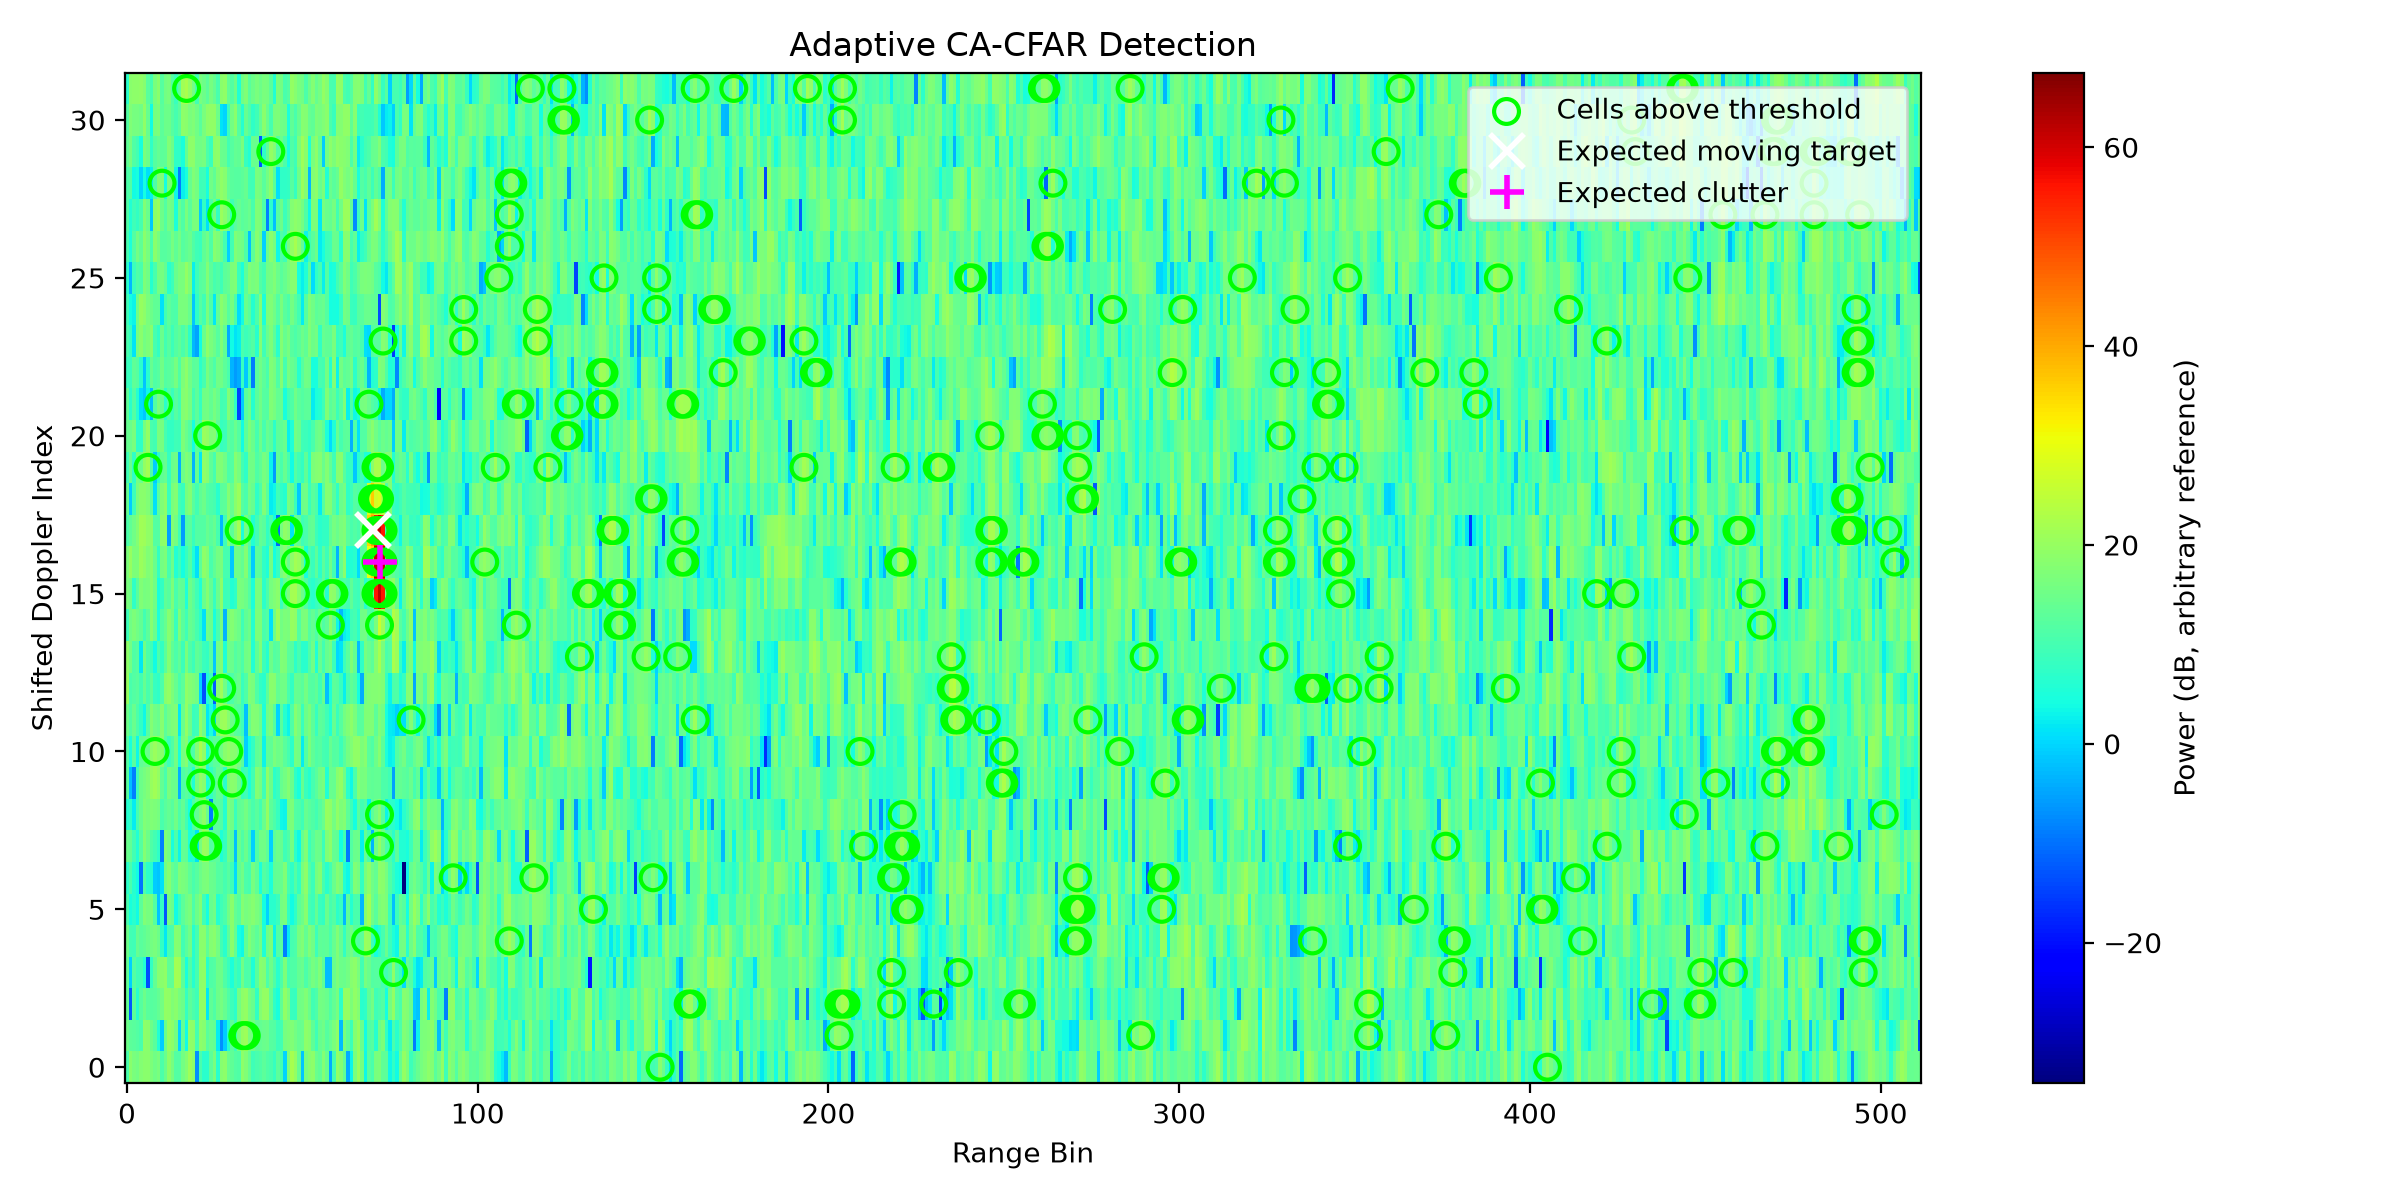 Adaptive CA-CFAR Detection
Cells above threshold
Expected moving target
Expected clutter
30
25
20
15
10
5
0
Shifted Doppler Index
0 100 200 300 400 500
Range Bin
60
40
20
0
−20
Power (dB, arbitrary reference)